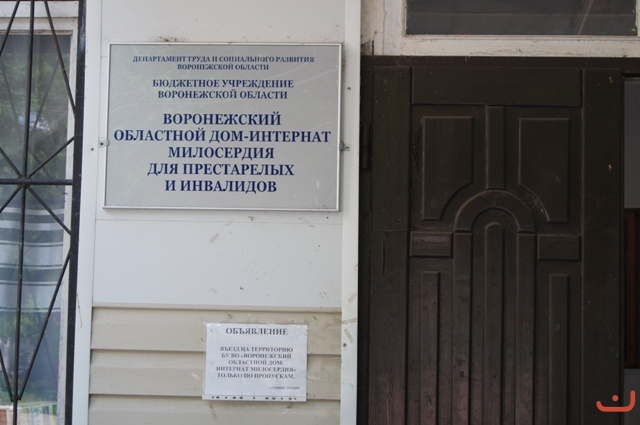 ДЕПАРТАМЕНТ ТРУДА И СОЦИАЛЬНОГО РАЗВИТИЯ
ВОРОНЕЖСКОЙ ОБЛАСТИ
БЮДЖЕТНОЕ УЧРЕЖДЕНИЕ
ВОРОНЕЖСКОЙ ОБЛАСТИ
ВОРОНЕЖСКИЙ
ОБЛАСТНОЙ ДОМ-ИНТЕРНАТ
МИЛОСЕРДИЯ
ДЛЯ ПРЕСТАРЕЛЫХ
И ИНВАЛИДОВ
ОБЪЯВЛЕНИЕ
ВЪЕЗД НА ТЕРРИТОРИЮ
БУ ВО «ВОРОНЕЖСКИЙ
ОБЛАСТНОЙ ДОМ-
ИНТЕРНАТ МИЛОСЕРДИЯ»
ТОЛЬКО ПО ПРОПУСКАМ.